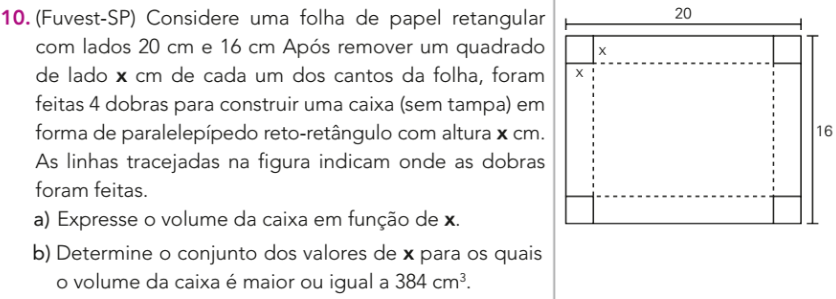 10. (Fuvest-SP) Considere uma folha de papel retangular
com lados 20 cm e 16 cm Após remover um quadrado
de lado x cm de cada um dos cantos da folha, foram
feitas 4 dobras para construir uma caixa (sem tampa) em
forma de paralelepípedo reto-retângulo com altura x cm.
As linhas tracejadas na figura indicam onde as dobras
foram feitas.
a) Expresse o volume da caixa em função de x.
b) Determine o conjunto dos valores de x para os quais
o volume da caixa é maior ou igual a 384 cm³.
20
x
x
16